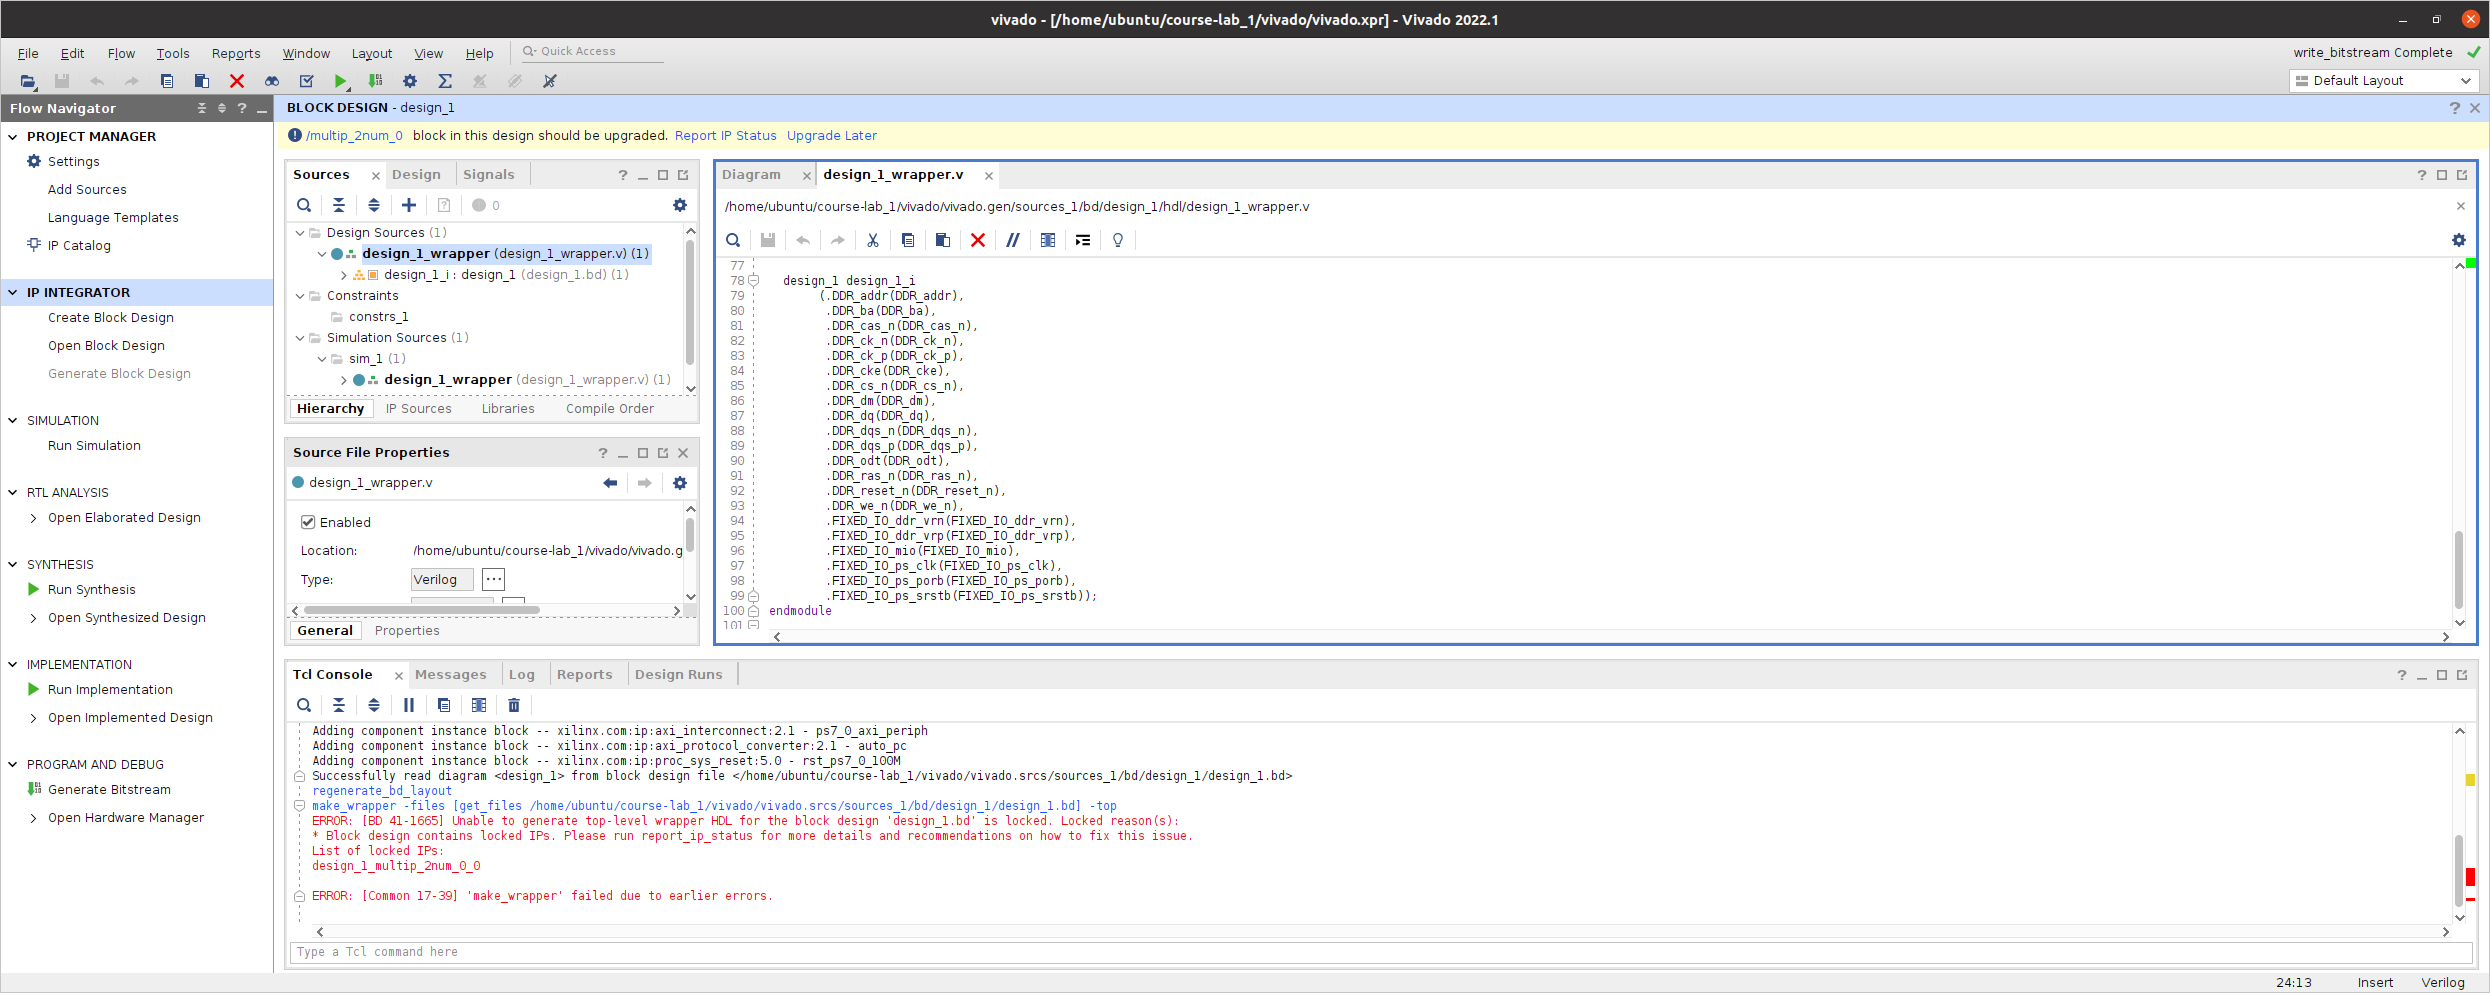 vivado - [/home/ubuntu/course-lab_1/vivado/vivado.xpr] - Vivado 2022.1
File Edit Flow Tools Reports Window Layout View Help Quick Access
write_bitstream Complete
Default Layout
Flow Navigator
PROJECT MANAGER
Settings
Add Sources
Language Templates
IP Catalog
IP INTEGRATOR
Create Block Design
Open Block Design
Generate Block Design
SIMULATION
Run Simulation
RTL ANALYSIS
Open Elaborated Design
SYNTHESIS
Run Synthesis
Open Synthesized Design
IMPLEMENTATION
Run Implementation
Open Implemented Design
PROGRAM AND DEBUG
Generate Bitstream
Open Hardware Manager
BLOCK DESIGN - design_1
/multip_2num_0 block in this design should be upgraded. Report IP Status Upgrade Later
Sources Design Signals
0
Design Sources (1)
design_1_wrapper (design_1_wrapper.v) (1)
design_1_i : design_1 (design_1.bd) (1)
Constraints
constrs_1
Simulation Sources (1)
sim_1 (1)
design_1_wrapper (design_1_wrapper.v) (1)
Hierarchy IP Sources Libraries Compile Order
Source File Properties
design_1_wrapper.v
Enabled
Location: /home/ubuntu/course-lab_1/vivado/vivado.g
Type: Verilog
General Properties
Diagram design_1_wrapper.v
/home/ubuntu/course-lab_1/vivado/vivado.gen/sources_1/bd/design_1/hdl/design_1_wrapper.v
77
78 design_1 design_1_i
79 (.DDR_addr(DDR_addr),
80 .DDR_ba(DDR_ba),
81 .DDR_cas_n(DDR_cas_n),
82 .DDR_ck_n(DDR_ck_n),
83 .DDR_ck_p(DDR_ck_p),
84 .DDR_cke(DDR_cke),
85 .DDR_cs_n(DDR_cs_n),
86 .DDR_dm(DDR_dm),
87 .DDR_dq(DDR_dq),
88 .DDR_dqs_n(DDR_dqs_n),
89 .DDR_dqs_p(DDR_dqs_p),
90 .DDR_odt(DDR_odt),
91 .DDR_ras_n(DDR_ras_n),
92 .DDR_reset_n(DDR_reset_n),
93 .DDR_we_n(DDR_we_n),
94 .FIXED_IO_ddr_vrn(FIXED_IO_ddr_vrn),
95 .FIXED_IO_ddr_vrp(FIXED_IO_ddr_vrp),
96 .FIXED_IO_mio(FIXED_IO_mio),
97 .FIXED_IO_ps_clk(FIXED_IO_ps_clk),
98 .FIXED_IO_ps_porb(FIXED_IO_ps_porb),
99 .FIXED_IO_ps_srstb(FIXED_IO_ps_srstb));
100 endmodule
101
Tcl Console Messages Log Reports Design Runs
Adding component instance block -- xilinx.com:ip:axi_interconnect:2.1 - ps7_0_axi_periph
Adding component instance block -- xilinx.com:ip:axi_protocol_converter:2.1 - auto_pc
Adding component instance block -- xilinx.com:ip:proc_sys_reset:5.0 - rst_ps7_0_100M
Successfully read diagram <design_1> from block design file </home/ubuntu/course-lab_1/vivado/vivado.srcs/sources_1/bd/design_1/design_1.bd>
regenerate_bd_layout
make_wrapper -files [get_files /home/ubuntu/course-lab_1/vivado/vivado.srcs/sources_1/bd/design_1/design_1.bd] -top
ERROR: [BD 41-1665] Unable to generate top-level wrapper HDL for the block design 'design_1.bd' is locked. Locked reason(s):
* Block design contains locked IPs. Please run report_ip_status for more details and recommendations on how to fix this issue.
List of locked IPs:
design_1_multip_2num_0_0
ERROR: [Common 17-39] 'make_wrapper' failed due to earlier errors.
Type a Tcl command here
24:13 Insert Verilog